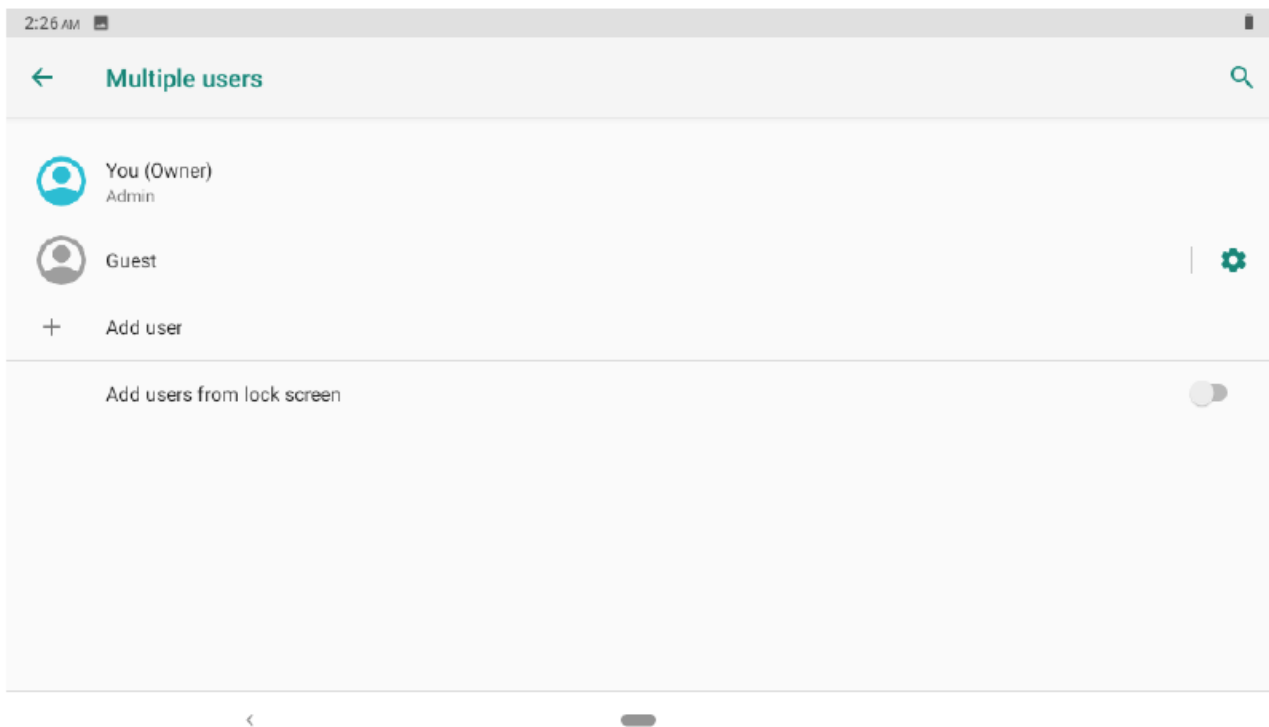 2:26 AM
Multiple users
You (Owner)
Admin
Guest
Add user
Add users from lock screen